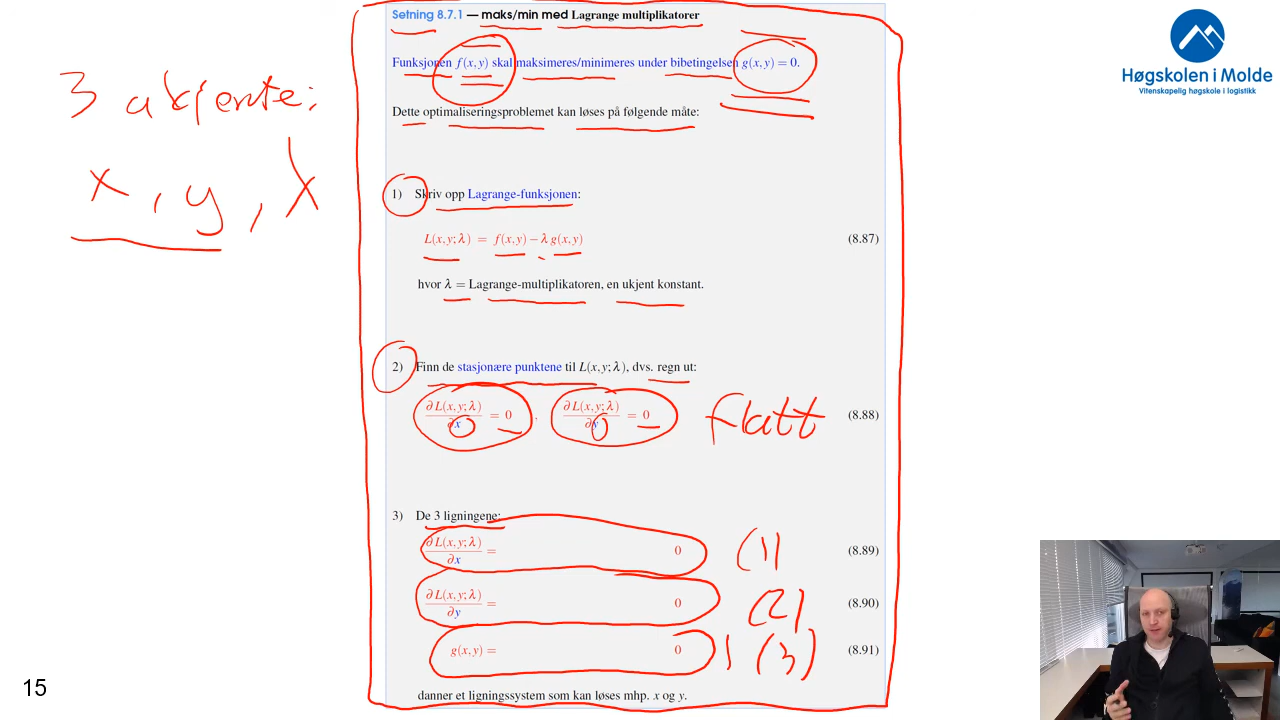 Setning 8.7.1 — maks/min med Lagrange multiplikatorer
Funksjonen f(x,y) skal maksimeres/minimeres under bibetingelsen g(x,y) = 0.
Dette optimaliseringsproblemet kan løses på følgende måte:
3 ukjente:
x, y, λ
1) Skriv opp Lagrange-funksjonen:
L(x,y;λ) = f(x,y) − λ g(x,y) (8.87)
hvor λ = Lagrange-multiplikatoren, en ukjent konstant.
2) Finn de stasjonære punktene til L(x,y;λ), dvs. regn ut:
∂L(x,y;λ)/∂x = 0 , ∂L(x,y;λ)/∂y = 0 flatt (8.88)
3) De 3 ligningene:
∂L(x,y;λ)/∂x = 0 (1) (8.89)
∂L(x,y;λ)/∂y = 0 (2) (8.90)
g(x,y) = 0 (3) (8.91)
danner et ligningssystem som kan løses mhp. x og y.
Høgskolen i Molde
Vitenskapelig høgskole i logistikk
15